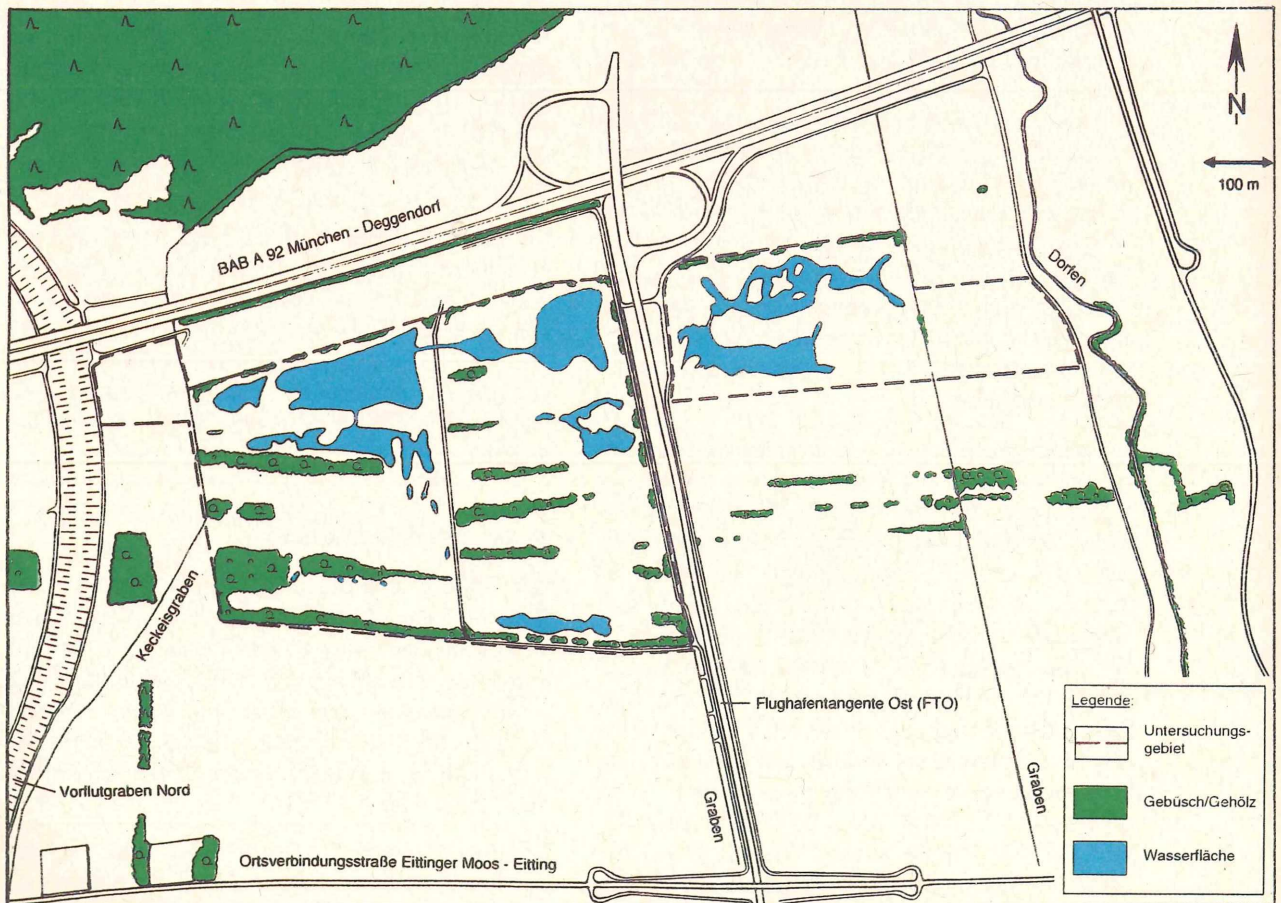 N
100 m
BAB A 92 München - Deggendorf
Dorfen
Keckeisgraben
Flughafentangente Ost (FTO)
Vorflutgraben Nord
Graben
Graben
Ortsverbindungsstraße Eittinger Moos - Eitting
Legende:
Untersuchungs-
gebiet
Gebüsch/Gehölz
Wasserfläche